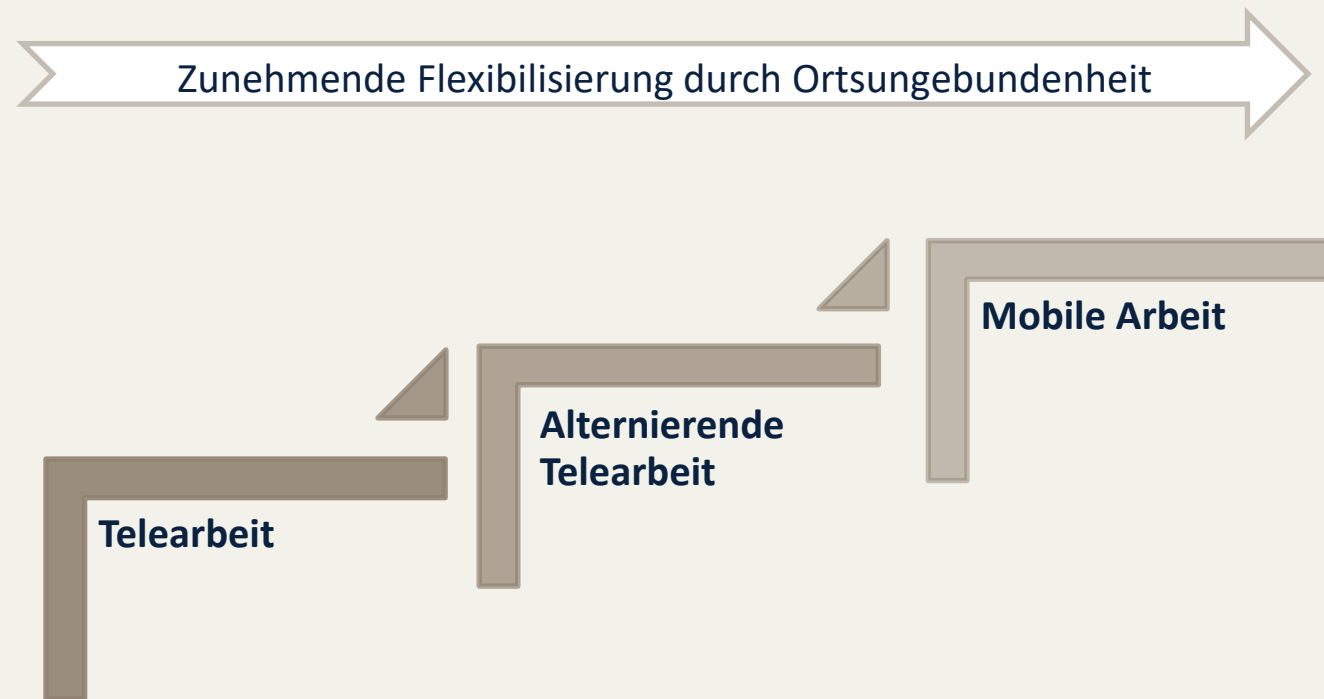 Zunehmende Flexibilisierung durch Ortsungebundenheit
Mobile Arbeit
Alternierende
Telearbeit
Telearbeit